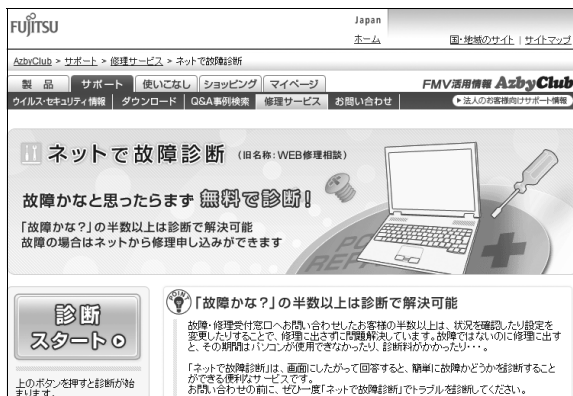 FUJITSU
Japan
ホーム
国・地域のサイト | サイトマップ
AzbyClub > サポート > 修理サービス > ネットで故障診断
製 品 サポート 使いこなし ショッピング マイページ
FMV活用情報 AzbyClub
ウイルス・セキュリティ情報 ダウンロード Q&A事例検索 修理サービス お問い合わせ
法人のお客様向けサポート情報
ネットで故障診断 (旧名称:WEB修理相談)
故障かなと思ったらまず 無料で診断!
「故障かな?」の半数以上は診断で解決可能
故障の場合はネットから修理申し込みができます
PC REPAIR
診断
スタート
上のボタンを押すと診断が始
まります。
POINT
「故障かな?」の半数以上は診断で解決可能
故障・修理受付窓口へお問い合わせしたお客様の半数以上は、状況を確認したり設定を
変更したりすることで、修理に出さずに問題解決しています。故障ではないのに修理に出す
と、その期間はパソコンが使用できなかったり、診断料がかかったり・・・。
「ネットで故障診断」は、画面にしたがって回答すると、簡単に故障かどうかを診断すること
ができる便利なサービスです。
お問い合わせの前に、ぜひ一度「ネットで故障診断」でトラブルを診断してください。